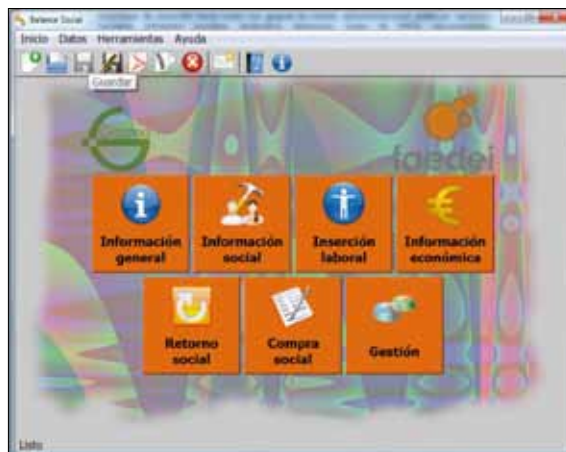 Balance Social
Inicio Datos Herramientas Ayuda
Guardar
faedei
Información general
Información social
Inserción laboral
Información económica
Retorno social
Compra social
Gestión
Listo